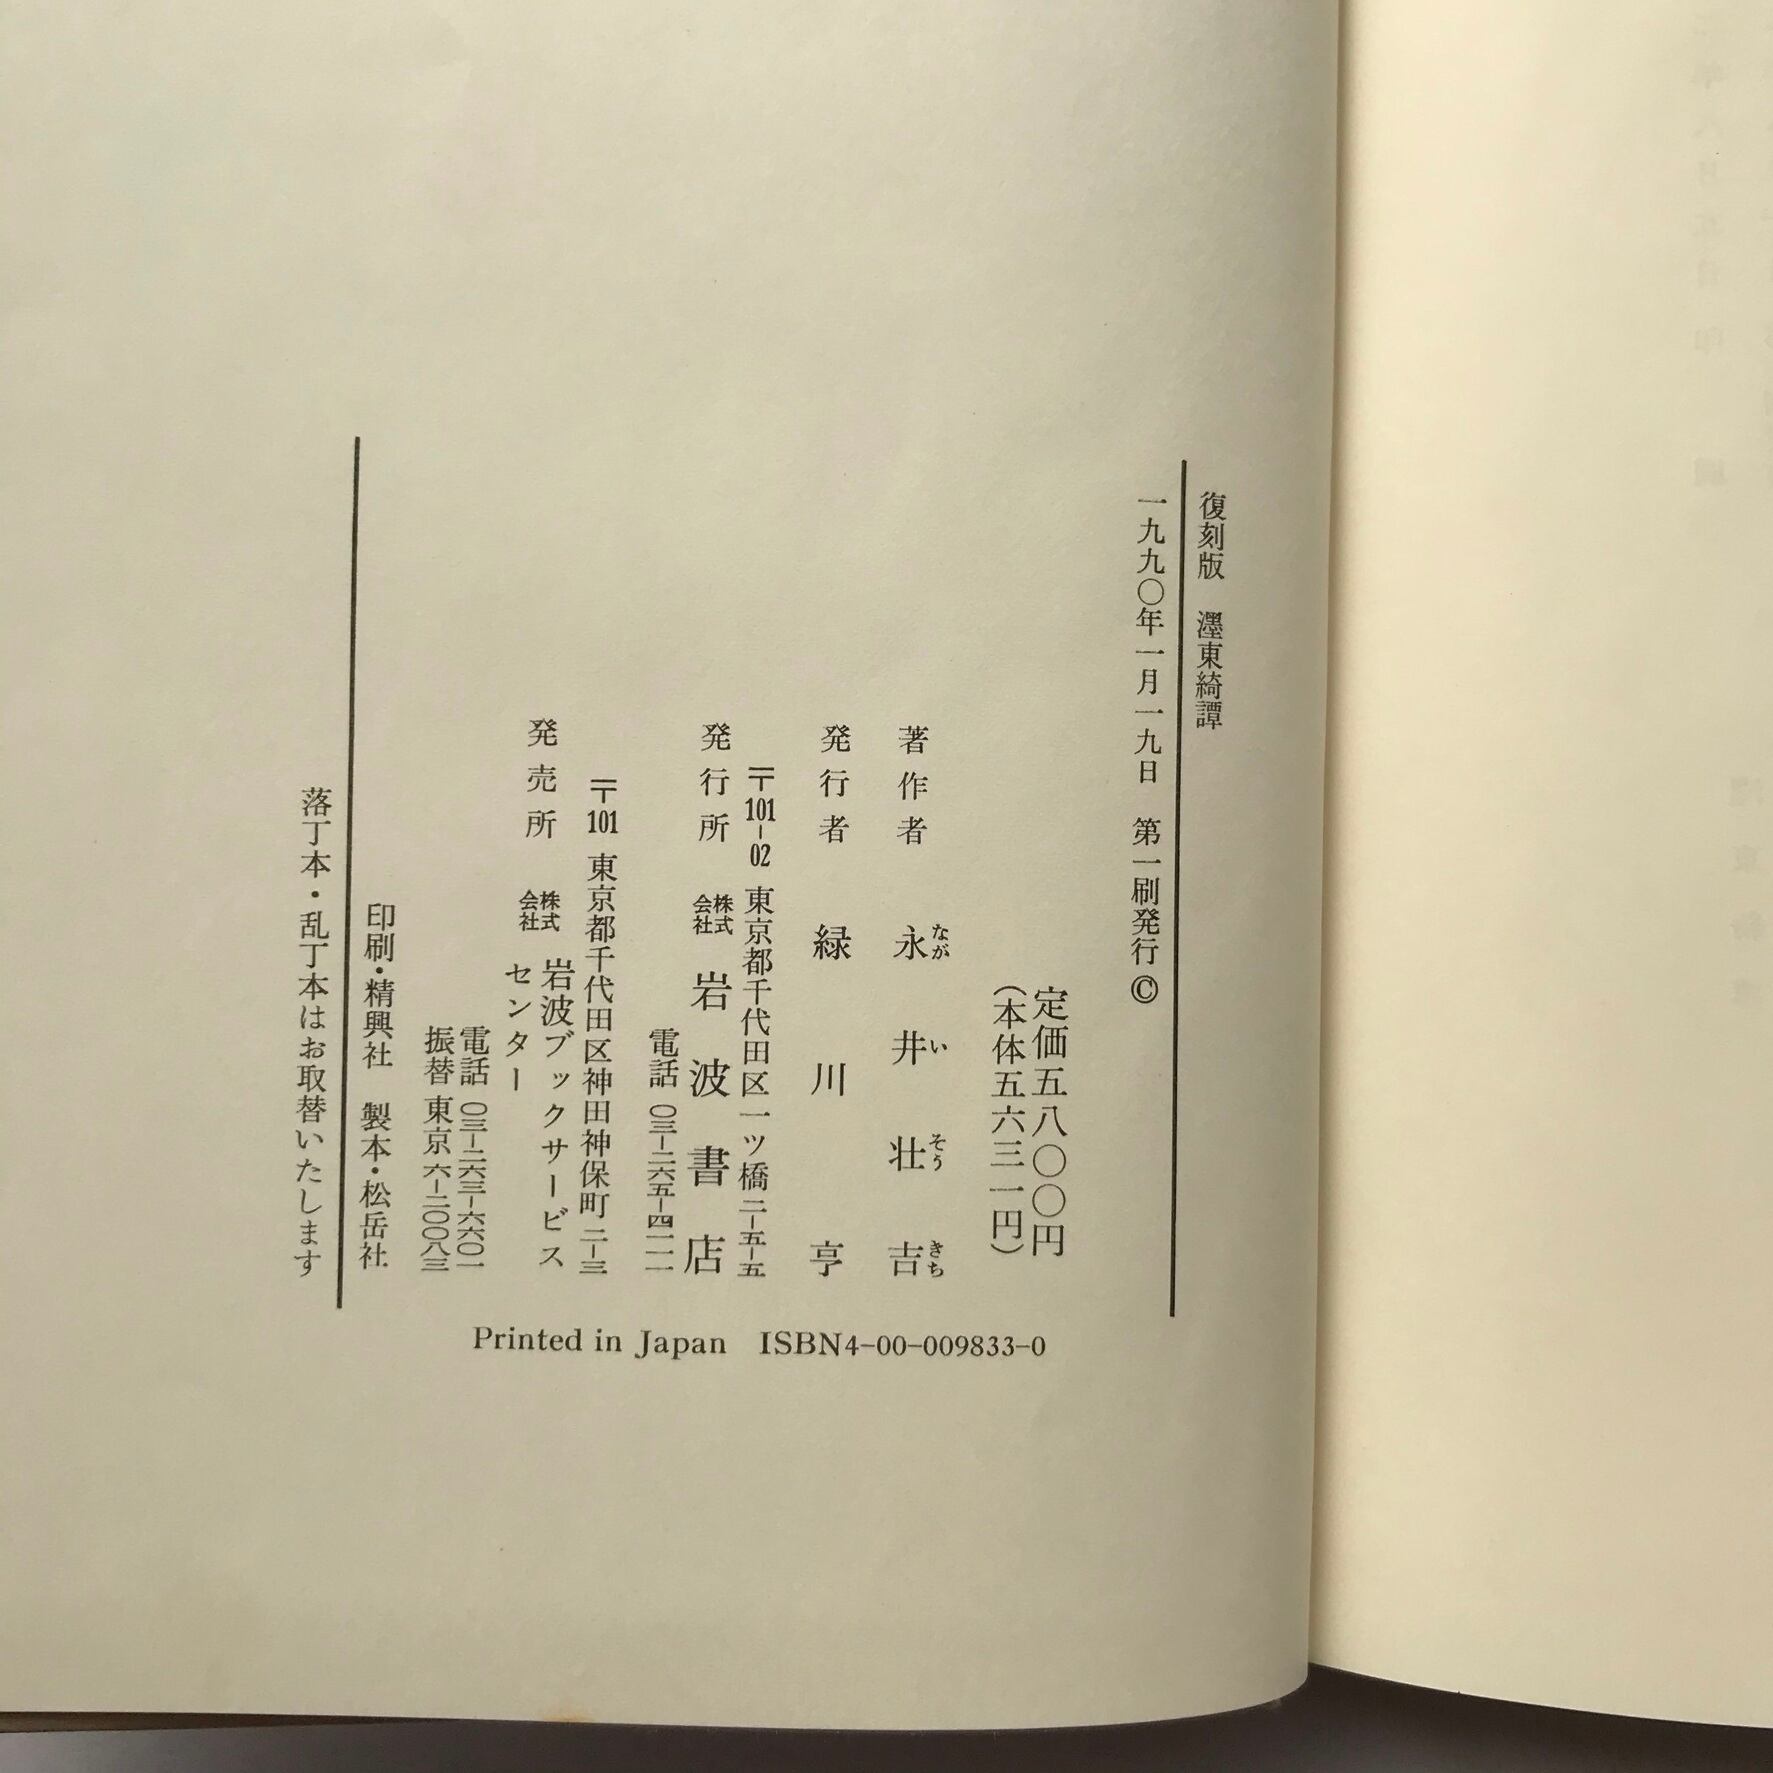 復刻版　濹東綺譚
一九九〇年一月一九日　第一刷発行©
定価五八〇〇円
（本体五六三一円）
著作者　永井壮吉
ながいそうきち
発行者　緑川亨
〒101-02 東京都千代田区一ツ橋二-五-五
発行所　株式会社　岩波書店
電話 〇三-二六五-四一一一
〒101 東京都千代田区神田神保町二-三
発売所　株式会社　岩波ブックサービス
センター
電話 〇三-二六三-六六〇一
振替 東京 六-二〇〇八三
印刷・精興社　製本・松岳社
落丁本・乱丁本はお取替いたします
Printed in Japan　ISBN4-00-009833-0